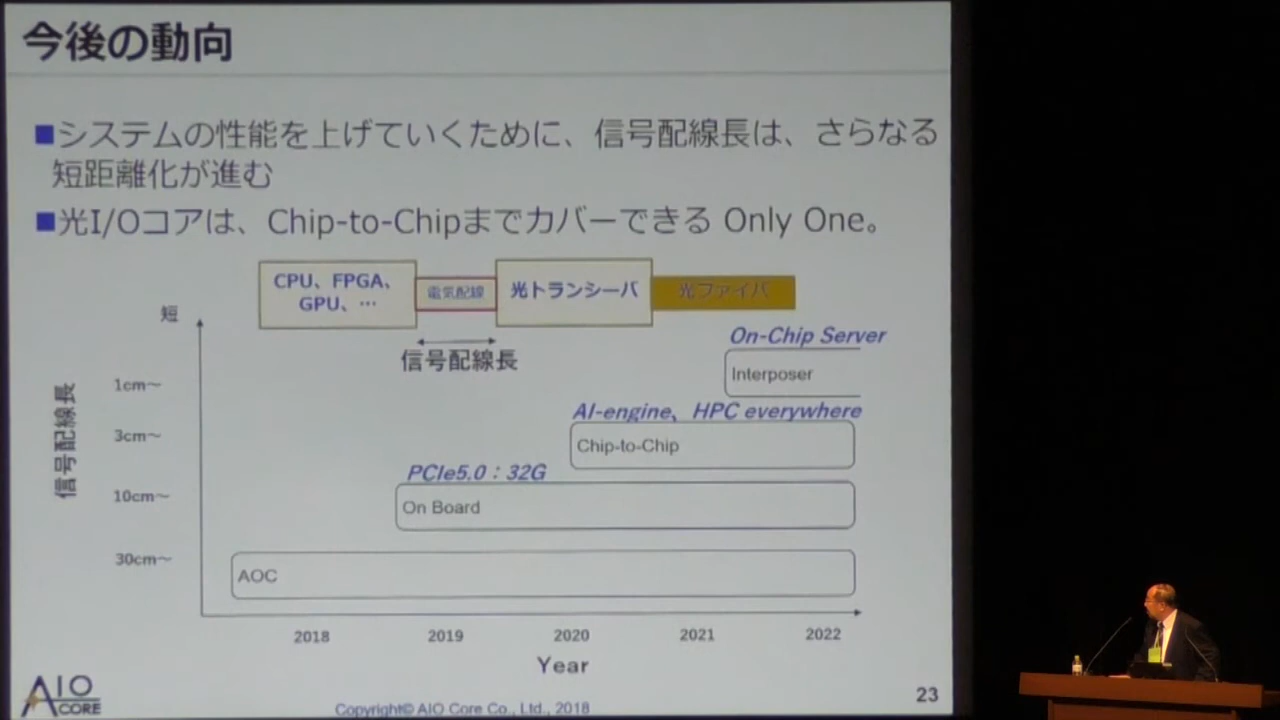 今後の動向
■システムの性能を上げていくために、信号配線長は、さらなる
短距離化が進む
■光I/Oコアは、Chip-to-Chipまでカバーできる Only One。
CPU、FPGA、
GPU、…
電気配線
光トランシーバ
光ファイバ
信号配線長
短
信号配線長
1cm～
3cm～
10cm～
30cm～
On-Chip Server
Interposer
AI-engine、HPC everywhere
Chip-to-Chip
PCIe5.0：32G
On Board
AOC
2018 2019 2020 2021 2022
Year
AIO
CORE
Copyright© AIO Core Co., Ltd., 2018
23